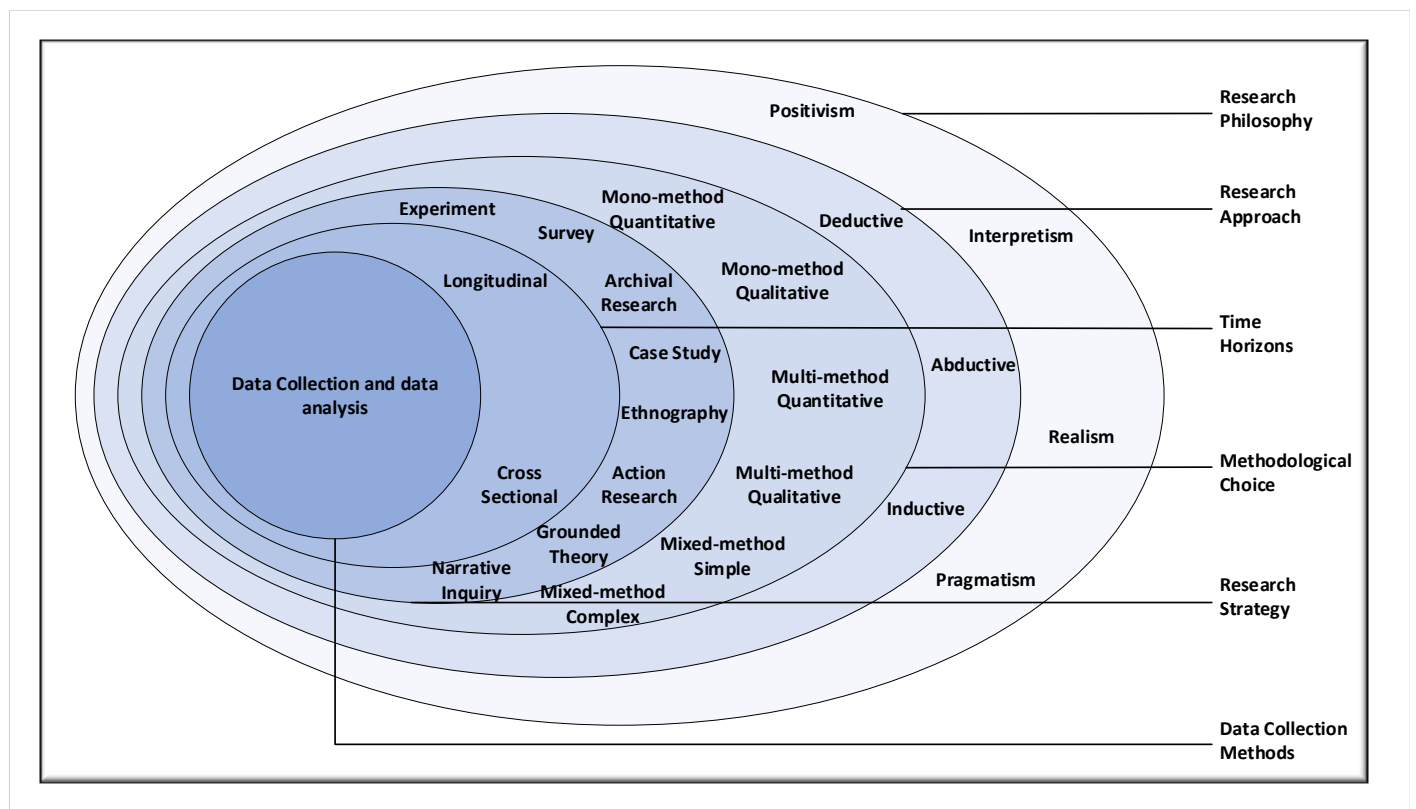 Positivism
Research
Philosophy
Mono-method
Quantitative
Research
Approach
Experiment
Deductive
Survey
Interpretism
Longitudinal
Archival
Research
Mono-method
Qualitative
Time
Horizons
Case Study
Abductive
Data Collection and data
analysis
Multi-method
Quantitative
Ethnography
Realism
Cross
Sectional
Action
Research
Multi-method
Qualitative
Methodological
Choice
Inductive
Grounded
Theory
Mixed-method
Simple
Narrative
Inquiry
Mixed-method
Complex
Pragmatism
Research
Strategy
Data Collection
Methods